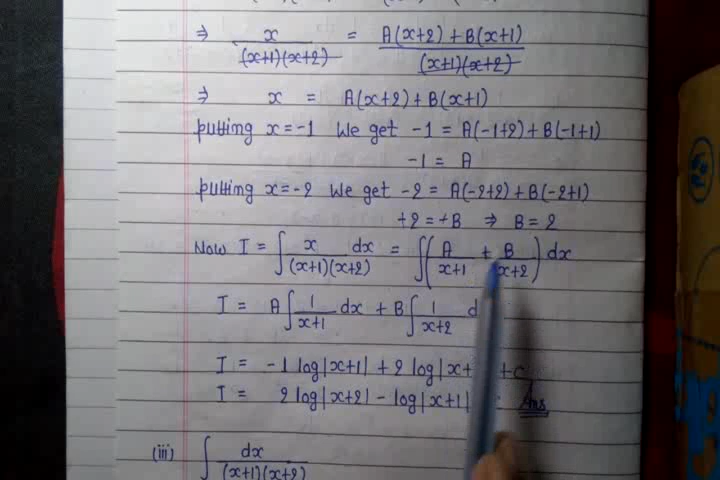 ⇒ x/(x+1)(x+2) = A(x+2)+B(x+1)/(x+1)(x+2)
⇒ x = A(x+2)+B(x+1)
putting x=-1 We get -1 = A(-1+2)+B(-1+1)
-1 = A
putting x=-2 We get -2 = A(-2+2)+B(-2+1)
+2=+B ⇒ B=2
Now I = ∫ x/(x+1)(x+2) dx = ∫(A/x+1 + B/x+2) dx
I = A∫ 1/x+1 dx + B∫ 1/x+2 d
I = -1 log|x+1| + 2 log|x+ +c
I = 2 log|x+2| - log|x+1| Ans
(iii) ∫ dx/(x+1)(x+2)